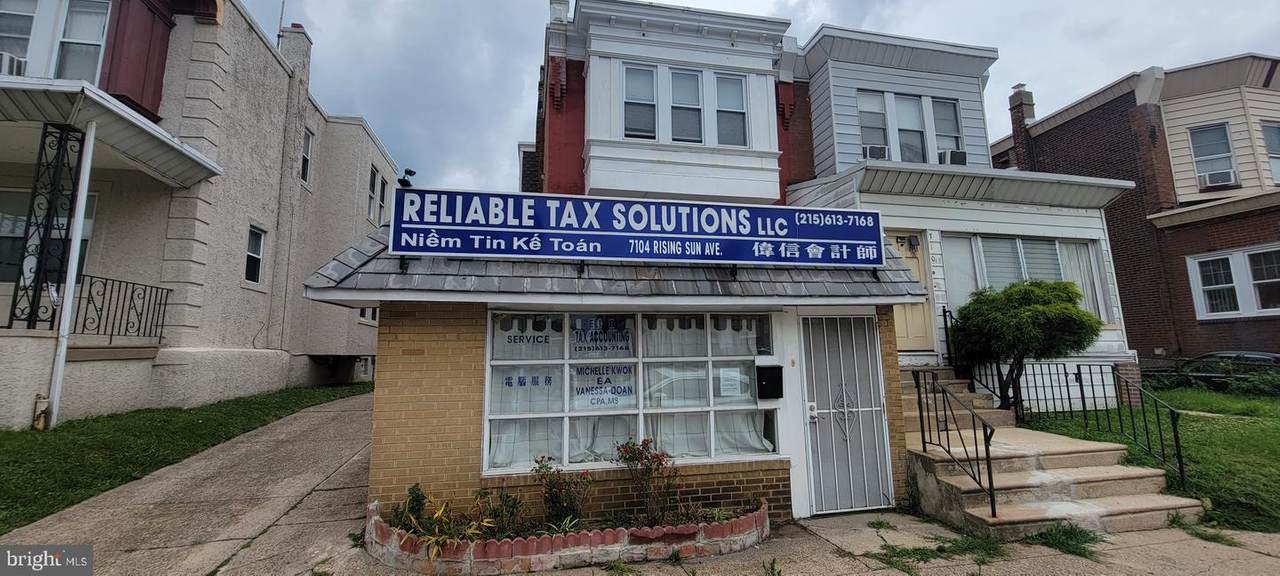 RELIABLE TAX SOLUTIONS LLC (215)613-7168
Niềm Tin Kế Toán 7104 RISING SUN AVE. 偉信會計師
SERVICE
TAX ACCOUNTING
(215)613-7168
電腦服務
MICHELLE KWOK
EA
VANESSA DOAN
CPA, MS
bright MLS